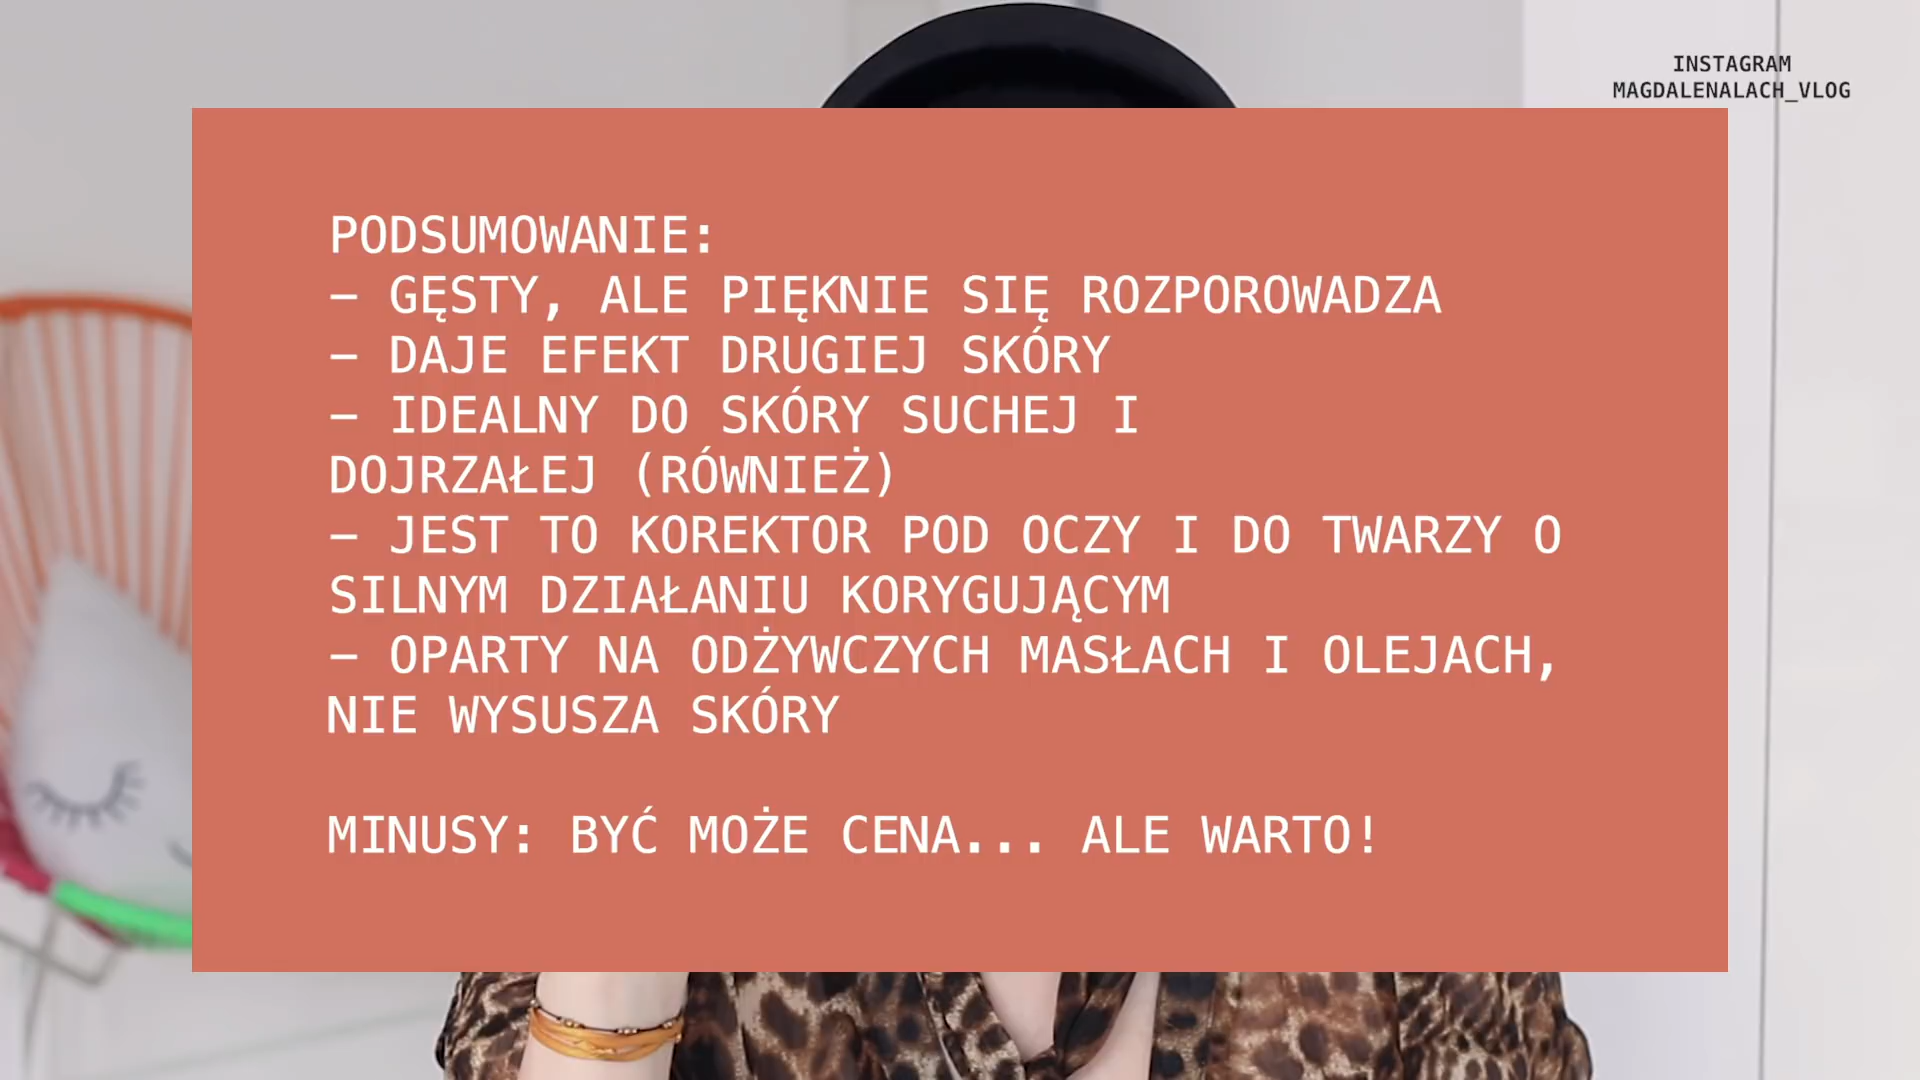 INSTAGRAM
MAGDALENALACH_VLOG
PODSUMOWANIE:
– GĘSTY, ALE PIĘKNIE SIĘ ROZPOROWADZA
– DAJE EFEKT DRUGIEJ SKÓRY
– IDEALNY DO SKÓRY SUCHEJ I
DOJRZAŁEJ (RÓWNIEŻ)
– JEST TO KOREKTOR POD OCZY I DO TWARZY O
SILNYM DZIAŁANIU KORYGUJĄCYM
– OPARTY NA ODŻYWCZYCH MASŁACH I OLEJACH,
NIE WYSUSZA SKÓRY
MINUSY: BYĆ MOŻE CENA... ALE WARTO!